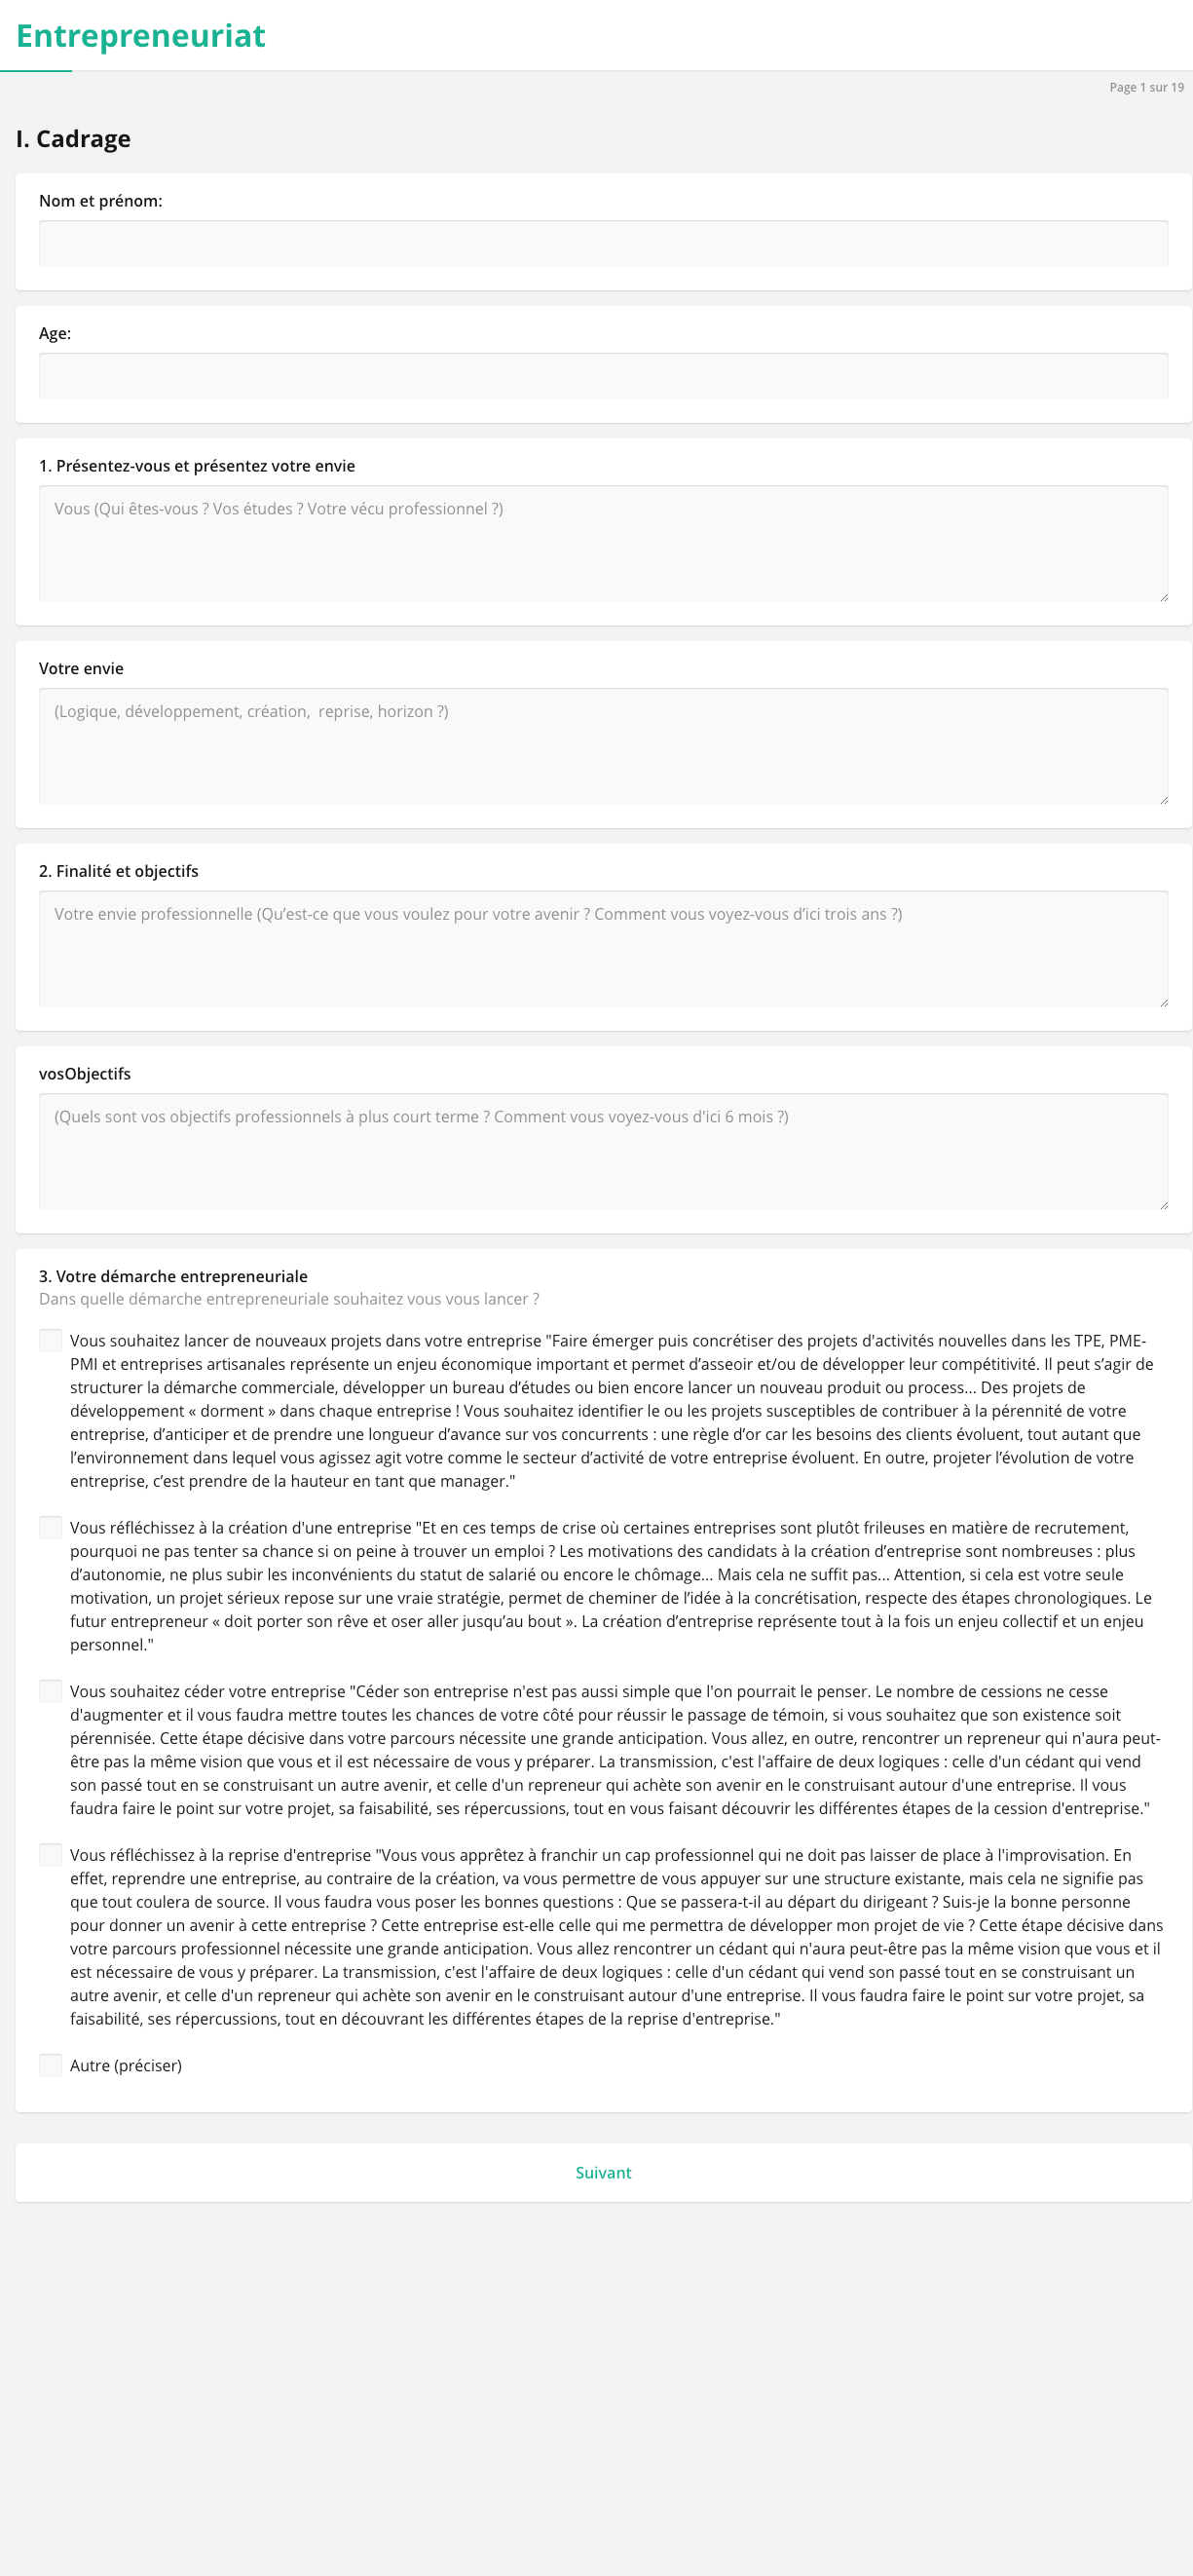 Entrepreneuriat
Page 1 sur 19
I. Cadrage
Nom et prénom:
Age:
1. Présentez-vous et présentez votre envie
Vous (Qui êtes-vous ? Vos études ? Votre vécu professionnel ?)
Votre envie
(Logique, développement, création,  reprise, horizon ?)
2. Finalité et objectifs
Votre envie professionnelle (Qu’est-ce que vous voulez pour votre avenir ? Comment vous voyez-vous d’ici trois ans ?)
vosObjectifs
(Quels sont vos objectifs professionnels à plus court terme ? Comment vous voyez-vous d'ici 6 mois ?)
3. Votre démarche entrepreneuriale
Dans quelle démarche entrepreneuriale souhaitez vous vous lancer ?
Vous souhaitez lancer de nouveaux projets dans votre entreprise "Faire émerger puis concrétiser des projets d'activités nouvelles dans les TPE, PME-
PMI et entreprises artisanales représente un enjeu économique important et permet d’asseoir et/ou de développer leur compétitivité. Il peut s’agir de
structurer la démarche commerciale, développer un bureau d’études ou bien encore lancer un nouveau produit ou process... Des projets de
développement « dorment » dans chaque entreprise ! Vous souhaitez identifier le ou les projets susceptibles de contribuer à la pérennité de votre
entreprise, d’anticiper et de prendre une longueur d’avance sur vos concurrents : une règle d’or car les besoins des clients évoluent, tout autant que
l’environnement dans lequel vous agissez agit votre comme le secteur d’activité de votre entreprise évoluent. En outre, projeter l’évolution de votre
entreprise, c’est prendre de la hauteur en tant que manager."
Vous réfléchissez à la création d'une entreprise "Et en ces temps de crise où certaines entreprises sont plutôt frileuses en matière de recrutement,
pourquoi ne pas tenter sa chance si on peine à trouver un emploi ? Les motivations des candidats à la création d’entreprise sont nombreuses : plus
d’autonomie, ne plus subir les inconvénients du statut de salarié ou encore le chômage... Mais cela ne suffit pas... Attention, si cela est votre seule
motivation, un projet sérieux repose sur une vraie stratégie, permet de cheminer de l’idée à la concrétisation, respecte des étapes chronologiques. Le
futur entrepreneur « doit porter son rêve et oser aller jusqu’au bout ». La création d’entreprise représente tout à la fois un enjeu collectif et un enjeu
personnel."
Vous souhaitez céder votre entreprise "Céder son entreprise n'est pas aussi simple que l'on pourrait le penser. Le nombre de cessions ne cesse
d'augmenter et il vous faudra mettre toutes les chances de votre côté pour réussir le passage de témoin, si vous souhaitez que son existence soit
pérennisée. Cette étape décisive dans votre parcours nécessite une grande anticipation. Vous allez, en outre, rencontrer un repreneur qui n'aura peut-
être pas la même vision que vous et il est nécessaire de vous y préparer. La transmission, c'est l'affaire de deux logiques : celle d'un cédant qui vend
son passé tout en se construisant un autre avenir, et celle d'un repreneur qui achète son avenir en le construisant autour d'une entreprise. Il vous
faudra faire le point sur votre projet, sa faisabilité, ses répercussions, tout en vous faisant découvrir les différentes étapes de la cession d'entreprise."
Vous réfléchissez à la reprise d'entreprise "Vous vous apprêtez à franchir un cap professionnel qui ne doit pas laisser de place à l'improvisation. En
effet, reprendre une entreprise, au contraire de la création, va vous permettre de vous appuyer sur une structure existante, mais cela ne signifie pas
que tout coulera de source. Il vous faudra vous poser les bonnes questions : Que se passera-t-il au départ du dirigeant ? Suis-je la bonne personne
pour donner un avenir à cette entreprise ? Cette entreprise est-elle celle qui me permettra de développer mon projet de vie ? Cette étape décisive dans
votre parcours professionnel nécessite une grande anticipation. Vous allez rencontrer un cédant qui n'aura peut-être pas la même vision que vous et il
est nécessaire de vous y préparer. La transmission, c'est l'affaire de deux logiques : celle d'un cédant qui vend son passé tout en se construisant un
autre avenir, et celle d'un repreneur qui achète son avenir en le construisant autour d'une entreprise. Il vous faudra faire le point sur votre projet, sa
faisabilité, ses répercussions, tout en découvrant les différentes étapes de la reprise d'entreprise."
Autre (préciser)
Suivant